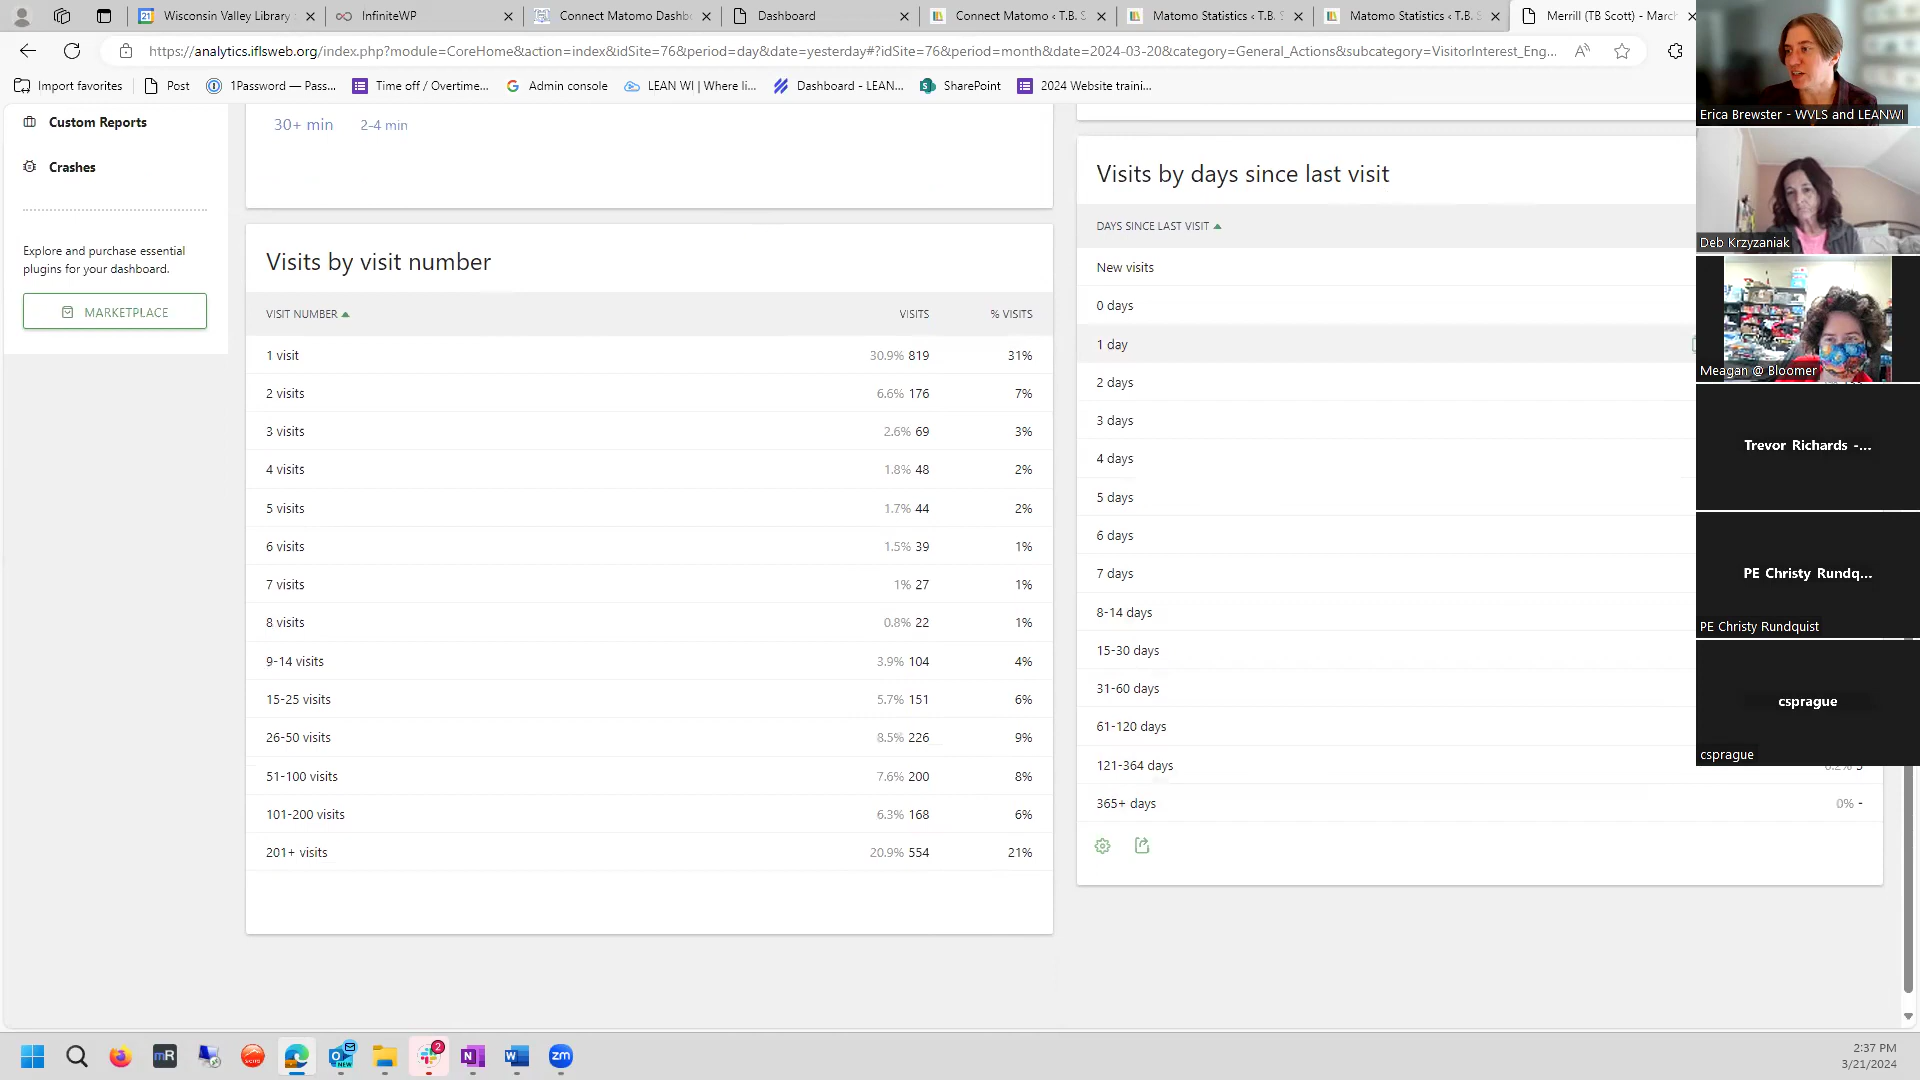 Wisconsin Valley Library
InfiniteWP
Connect Matomo Dashb
Dashboard
Connect Matomo ‹ T.B. S
Matomo Statistics ‹ T.B. S
Matomo Statistics ‹ T.B. S
Merrill (TB Scott) - March
https://analytics.iflsweb.org/index.php?module=CoreHome&action=index&idSite=76&period=day&date=yesterday#?idSite=76&period=month&date=2024-03-20&category=General_Actions&subcategory=VisitorInterest_Eng...
Import favorites
Post
1Password — Pass...
Time off / Overtime...
Admin console
LEAN WI | Where li...
Dashboard - LEAN...
SharePoint
2024 Website traini...
Custom Reports
Crashes
Explore and purchase essential
plugins for your dashboard.
MARKETPLACE
30+ min 2-4 min
Visits by visit number
VISIT NUMBER VISITS % VISITS
1 visit 30.9% 819 31%
2 visits 6.6% 176 7%
3 visits 2.6% 69 3%
4 visits 1.8% 48 2%
5 visits 1.7% 44 2%
6 visits 1.5% 39 1%
7 visits 1% 27 1%
8 visits 0.8% 22 1%
9-14 visits 3.9% 104 4%
15-25 visits 5.7% 151 6%
26-50 visits 8.5% 226 9%
51-100 visits 7.6% 200 8%
101-200 visits 6.3% 168 6%
201+ visits 20.9% 554 21%
Visits by days since last visit
DAYS SINCE LAST VISIT
New visits
0 days
1 day
2 days
3 days
4 days
5 days
6 days
7 days
8-14 days
15-30 days
31-60 days
61-120 days
121-364 days
365+ days 0% -
Erica Brewster - WVLS and LEANWI
Deb Krzyzaniak
Meagan @ Bloomer
Trevor Richards -...
PE Christy Rundq...
PE Christy Rundquist
csprague
csprague
2:37 PM
3/21/2024